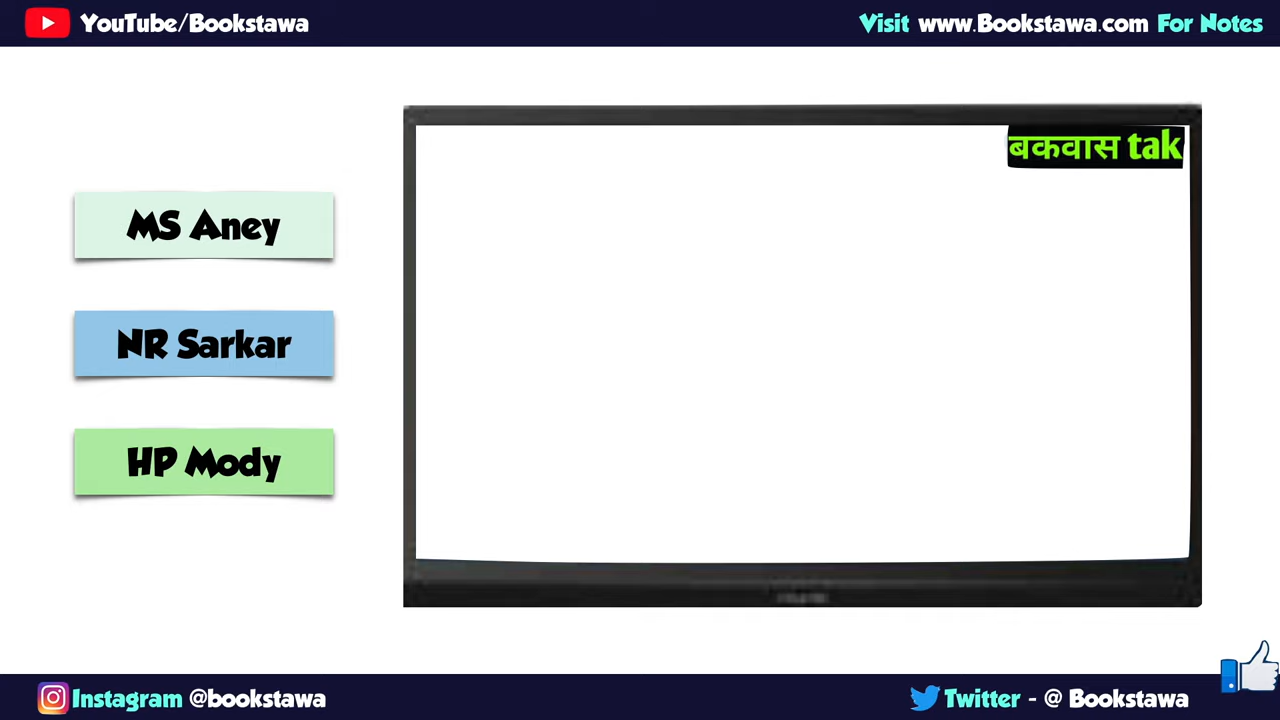 YouTube/Bookstawa
Visit www.Bookstawa.com For Notes
बकवास tak
MS Aney
NR Sarkar
HP Mody
Instagram @bookstawa
Twitter - @ Bookstawa